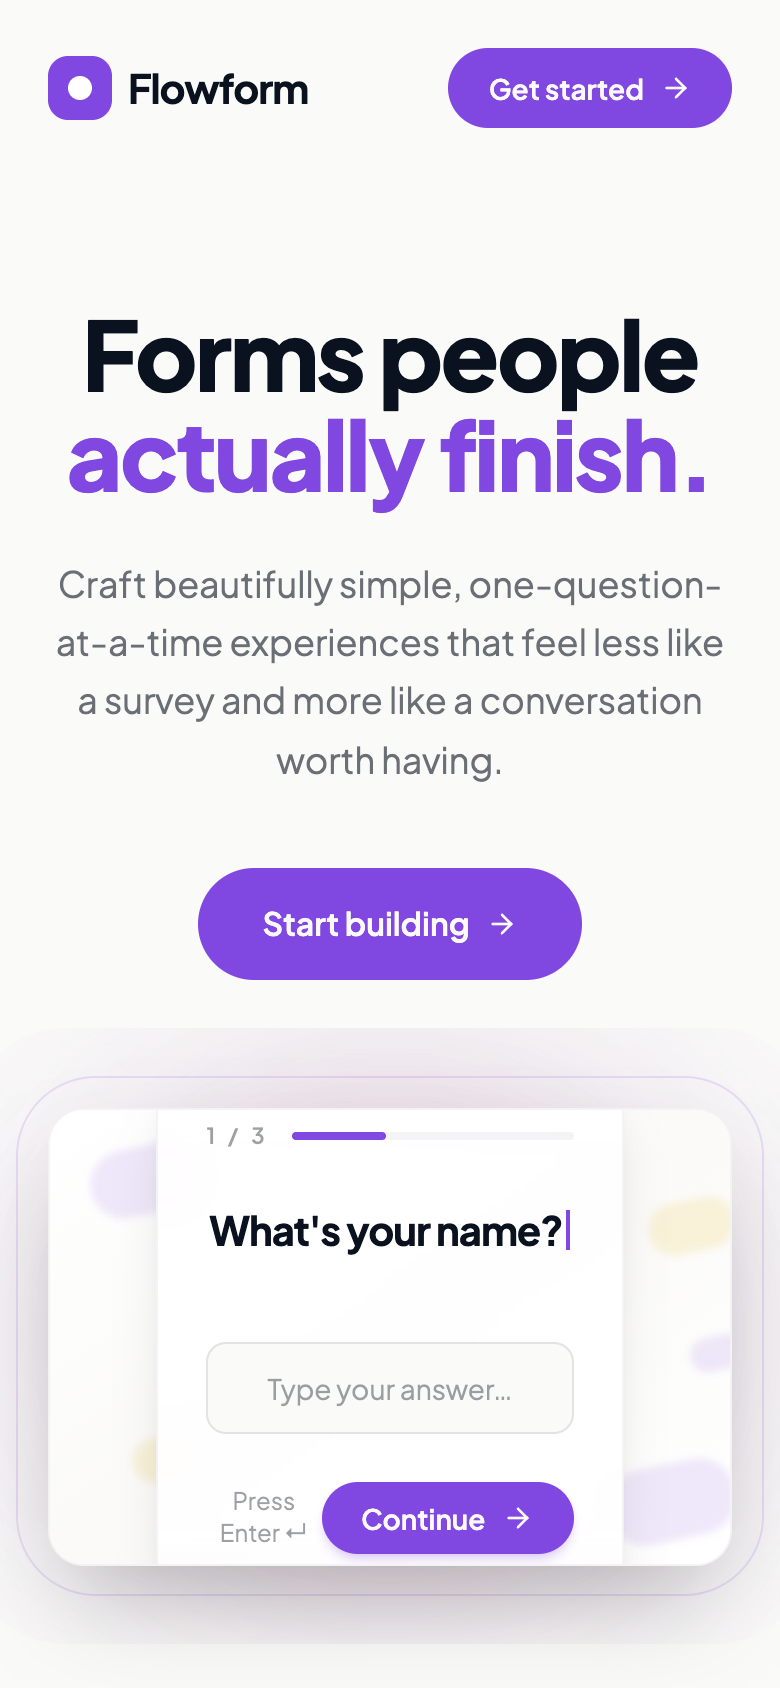 Flowform
Get started →
Forms people
actually finish.
Craft beautifully simple, one-question-
at-a-time experiences that feel less like
a survey and more like a conversation
worth having.
Start building →
1 / 3
What's your name?
Type your answer...
Press
Enter ↵
Continue →